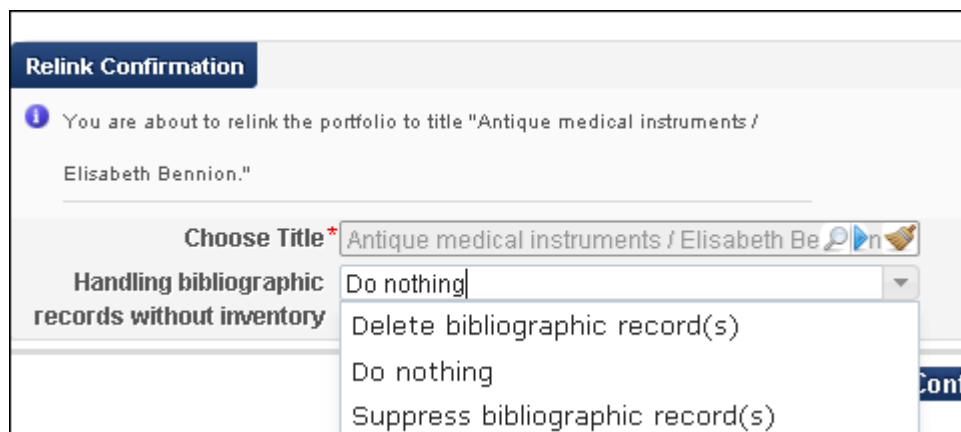 Relink Confirmation
You are about to relink the portfolio to title "Antique medical instruments /
Elisabeth Bennion."
Choose Title* Antique medical instruments / Elisabeth Be
Handling bibliographic Do nothing
records without inventory
Delete bibliographic record(s)
Do nothing
Suppress bibliographic record(s)